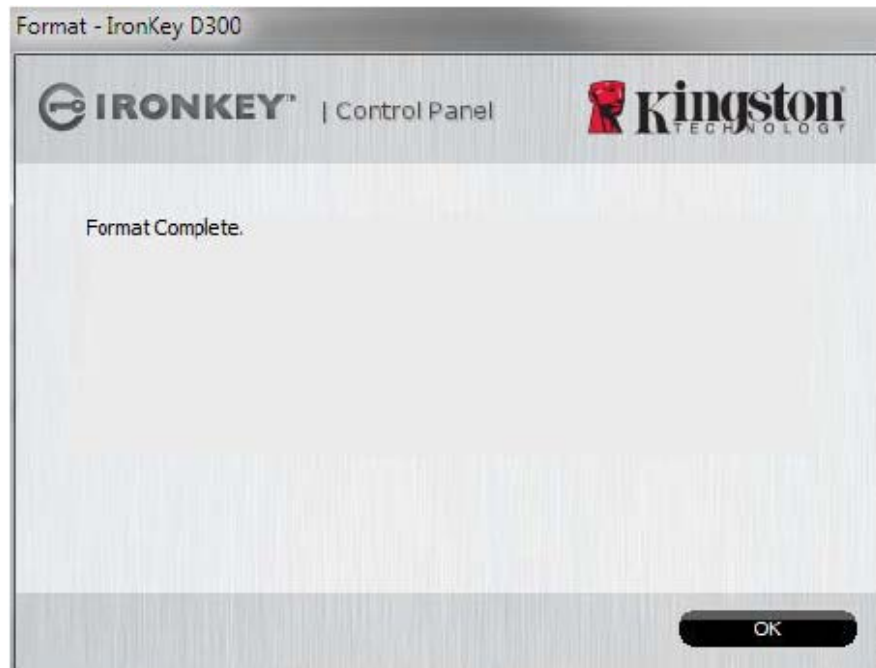 Format - IronKey D300
IRONKEY™ | Control Panel
Kingston
TECHNOLOGY
Format Complete.
OK